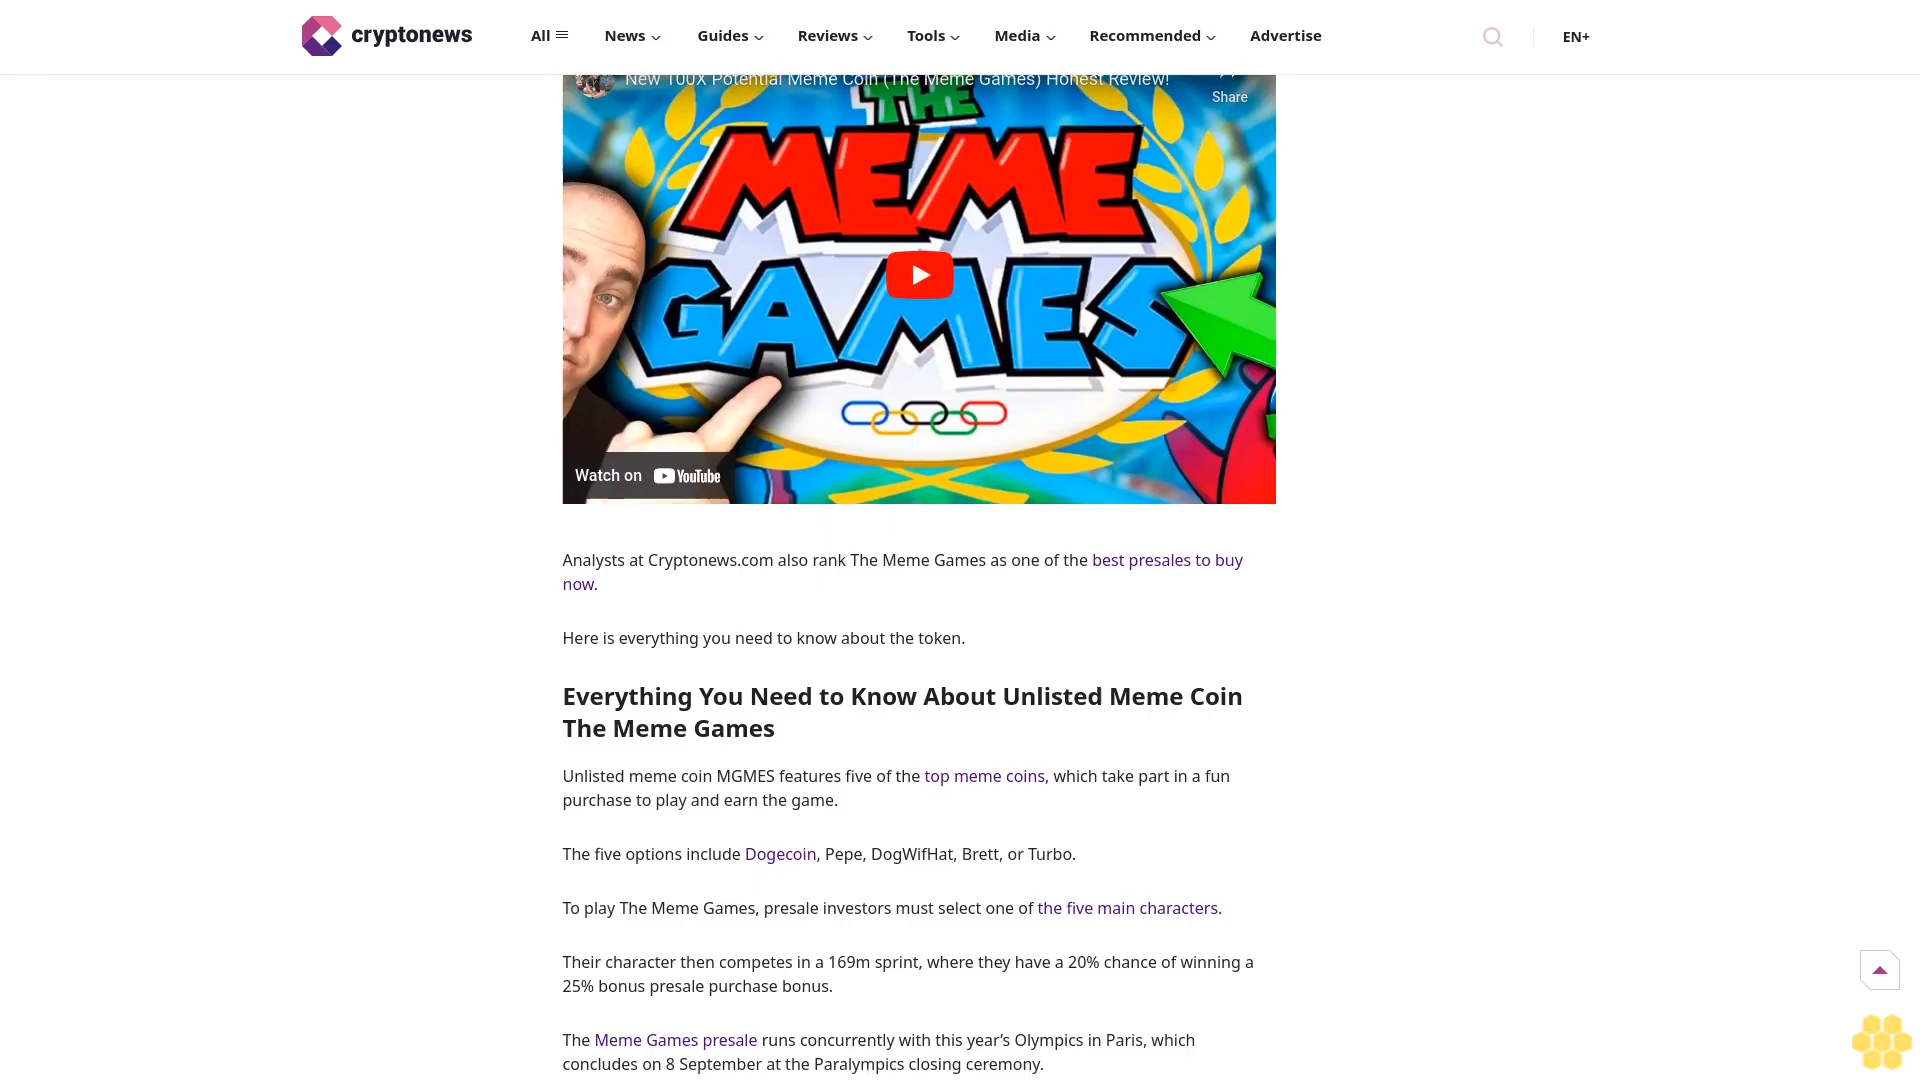 cryptonews
All
News
Guides
Reviews
Tools
Media
Recommended
Advertise
EN+
New 100X Potential Meme Coin (The Meme Games) Honest Review!
Share
THE
MEME
GAMES
Watch on YouTube
Analysts at Cryptonews.com also rank The Meme Games as one of the best presales to buy
now.
Here is everything you need to know about the token.
Everything You Need to Know About Unlisted Meme Coin
The Meme Games
Unlisted meme coin MGMES features five of the top meme coins, which take part in a fun
purchase to play and earn the game.
The five options include Dogecoin, Pepe, DogWifHat, Brett, or Turbo.
To play The Meme Games, presale investors must select one of the five main characters.
Their character then competes in a 169m sprint, where they have a 20% chance of winning a
25% bonus presale purchase bonus.
The Meme Games presale runs concurrently with this year’s Olympics in Paris, which
concludes on 8 September at the Paralympics closing ceremony.